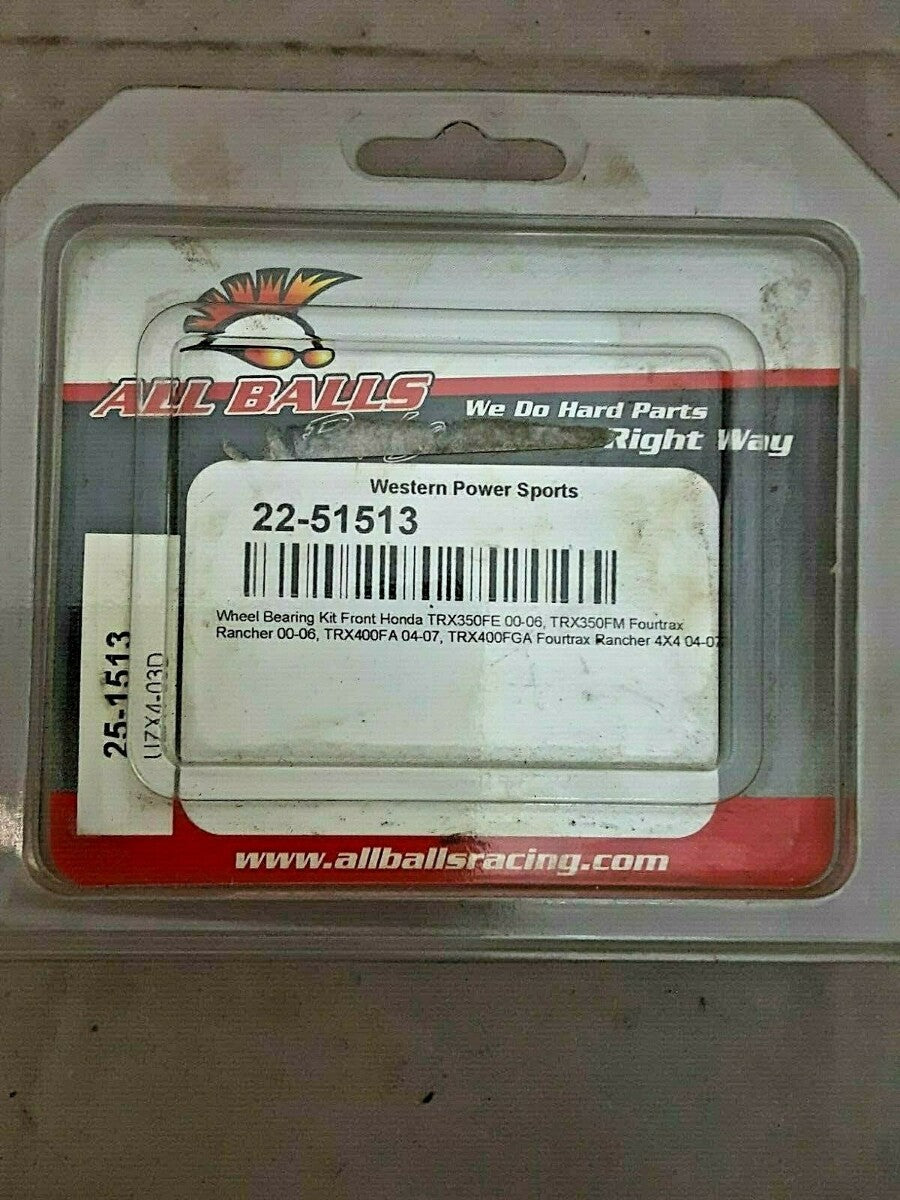 ALL BALLS
We Do Hard Parts
Right Way
Western Power Sports
22-51513
Wheel Bearing Kit Front Honda TRX350FE 00-06, TRX350FM Fourtrax
Rancher 00-06, TRX400FA 04-07, TRX400FGA Fourtrax Rancher 4X4 04-07
25-1513
www.allballsracing.com